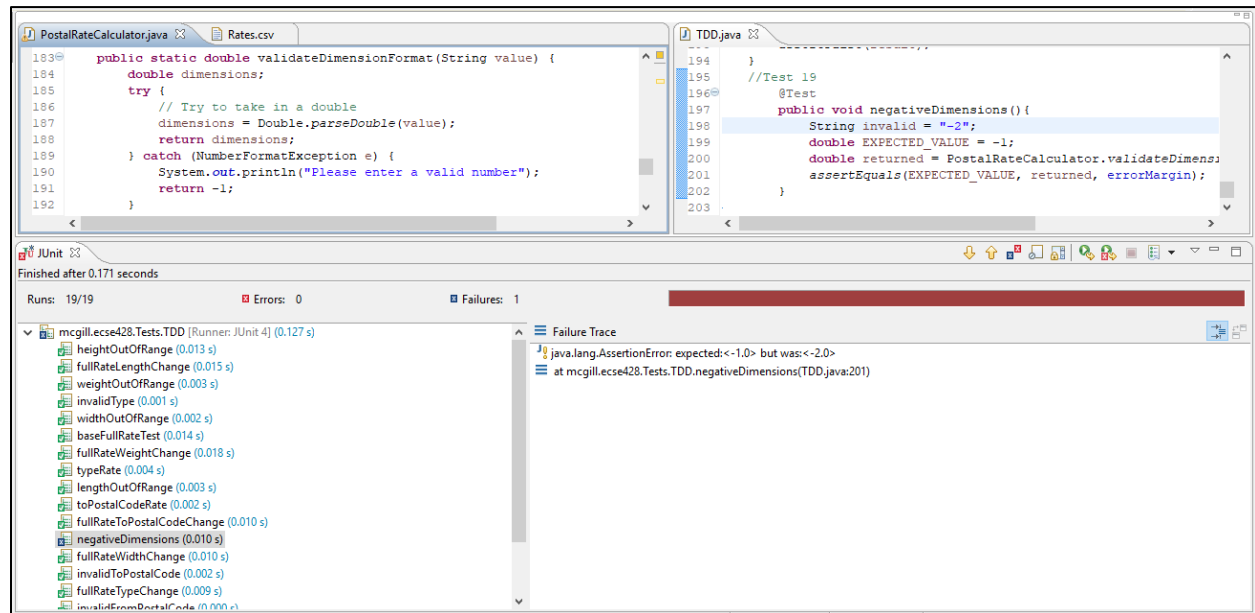 PostalRateCalculator.java
Rates.csv
183 public static double validateDimensionFormat(String value) {
184 double dimensions;
185 try {
186 // Try to take in a double
187 dimensions = Double.parseDouble(value);
188 return dimensions;
189 } catch (NumberFormatException e) {
190 System.out.println("Please enter a valid number");
191 return -1;
192 }
TDD.java
194 }
195 //Test 19
196 @Test
197 public void negativeDimensions(){
198 String invalid = "-2";
199 double EXPECTED_VALUE = -1;
200 double returned = PostalRateCalculator.validateDimensi
201 assertEquals(EXPECTED_VALUE, returned, errorMargin);
202 }
203
JUnit
Finished after 0.171 seconds
Runs: 19/19 Errors: 0 Failures: 1
mcgill.ecse428.Tests.TDD [Runner: JUnit 4] (0.127 s)
heightOutOfRange (0.013 s)
fullRateLengthChange (0.015 s)
weightOutOfRange (0.003 s)
invalidType (0.001 s)
widthOutOfRange (0.002 s)
baseFullRateTest (0.014 s)
fullRateWeightChange (0.018 s)
typeRate (0.004 s)
lengthOutOfRange (0.003 s)
toPostalCodeRate (0.002 s)
fullRateToPostalCodeChange (0.010 s)
negativeDimensions (0.010 s)
fullRateWidthChange (0.010 s)
invalidToPostalCode (0.002 s)
fullRateTypeChange (0.009 s)
invalidFromPostalCode (0.000 s)
Failure Trace
java.lang.AssertionError: expected:<-1.0> but was:<-2.0>
at mcgill.ecse428.Tests.TDD.negativeDimensions(TDD.java:201)